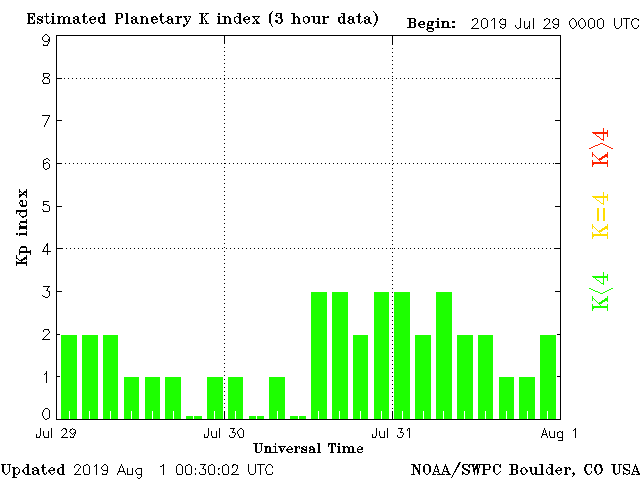 Estimated Planetary K index (3 hour data)
Begin: 2019 Jul 29 0000 UTC
9
8
7
6
5
4
3
2
1
0
Kp index
K>4
K=4
K<4
Jul 29
Jul 30
Jul 31
Aug 1
Universal Time
Updated 2019 Aug 1 00:30:02 UTC
NOAA/SWPC Boulder, CO USA